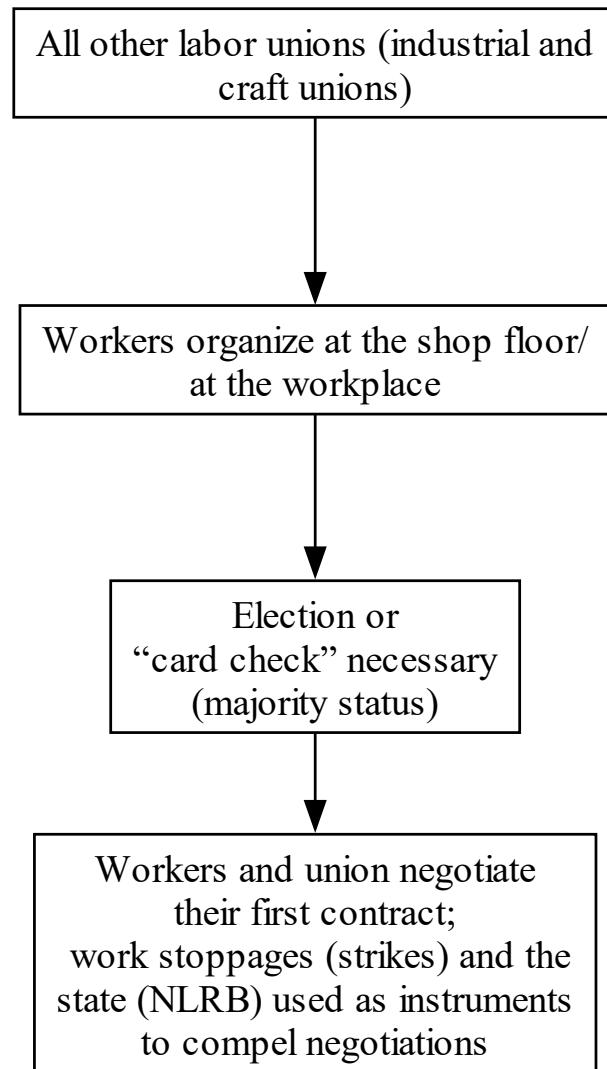 All other labor unions (industrial and
craft unions)
Workers organize at the shop floor/
at the workplace
Election or
“card check” necessary
(majority status)
Workers and union negotiate
their first contract;
work stoppages (strikes) and the
state (NLRB) used as instruments
to compel negotiations